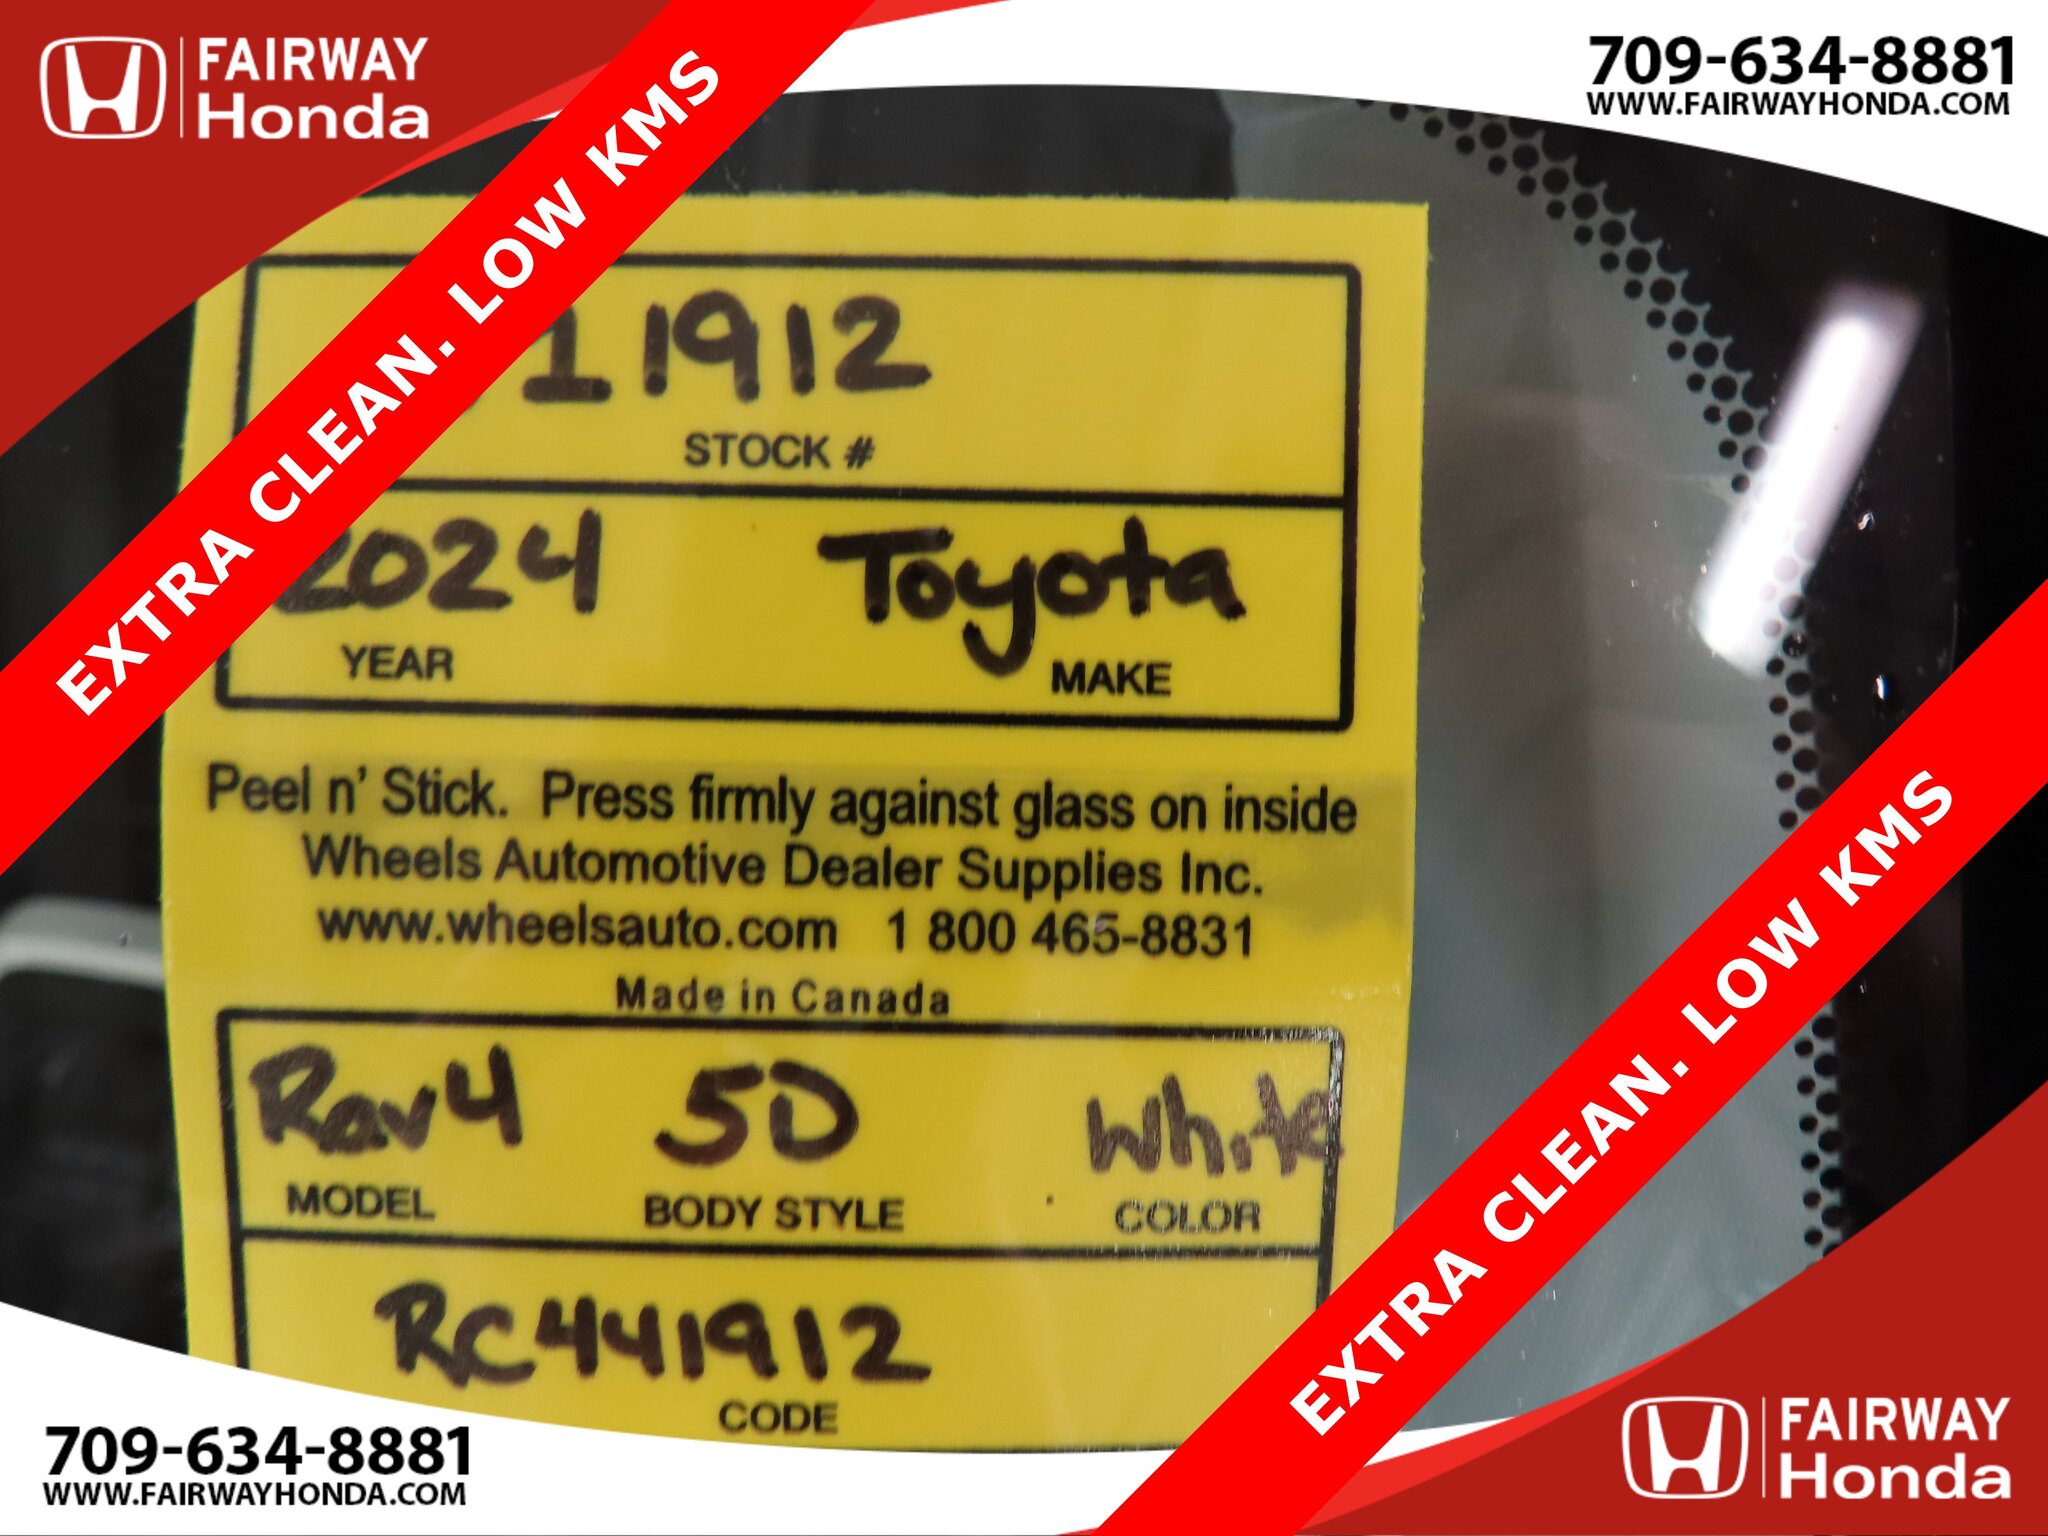 FAIRWAY
Honda
709-634-8881
WWW.FAIRWAYHONDA.COM
EXTRA CLEAN. LOW KMS
11912
STOCK #
2024 Toyota
YEAR MAKE
Peel n' Stick. Press firmly against glass on inside
Wheels Automotive Dealer Supplies Inc.
www.wheelsauto.com 1 800 465-8831
Made in Canada
Rav4 5D White
MODEL BODY STYLE COLOR
RC441912
CODE
EXTRA CLEAN. LOW KMS
709-634-8881
WWW.FAIRWAYHONDA.COM
FAIRWAY
Honda